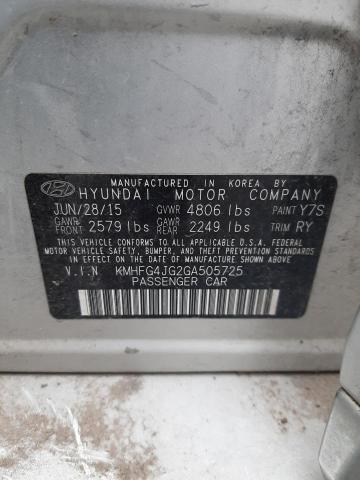 MANUFACTURED IN KOREA BY
HYUNDAI MOTOR COMPANY
JUN/28/15 GVWR 4806 lbs PAINT Y7S
GAWR FRONT 2579 lbs GAWR REAR 2249 lbs TRIM RY
THIS VEHICLE CONFORMS TO ALL APPLICABLE U.S.A. FEDERAL
MOTOR VEHICLE SAFETY, BUMPER, AND THEFT PREVENTION STANDARDS
IN EFFECT ON THE DATE OF MANUFACTURE SHOWN ABOVE.
V.I.N KMHFG4JG2GA505725
PASSENGER CAR